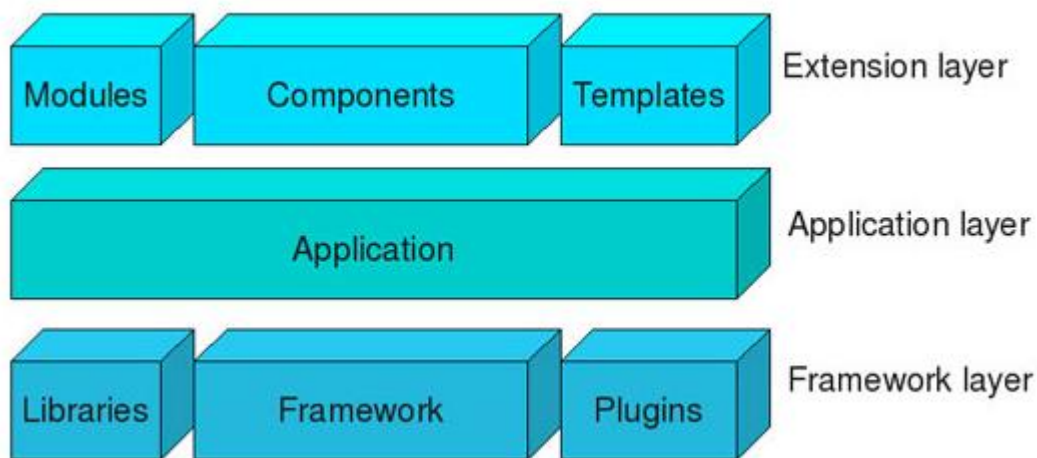 Modules Components Templates Extension layer
Application Application layer
Libraries Framework Plugins Framework layer